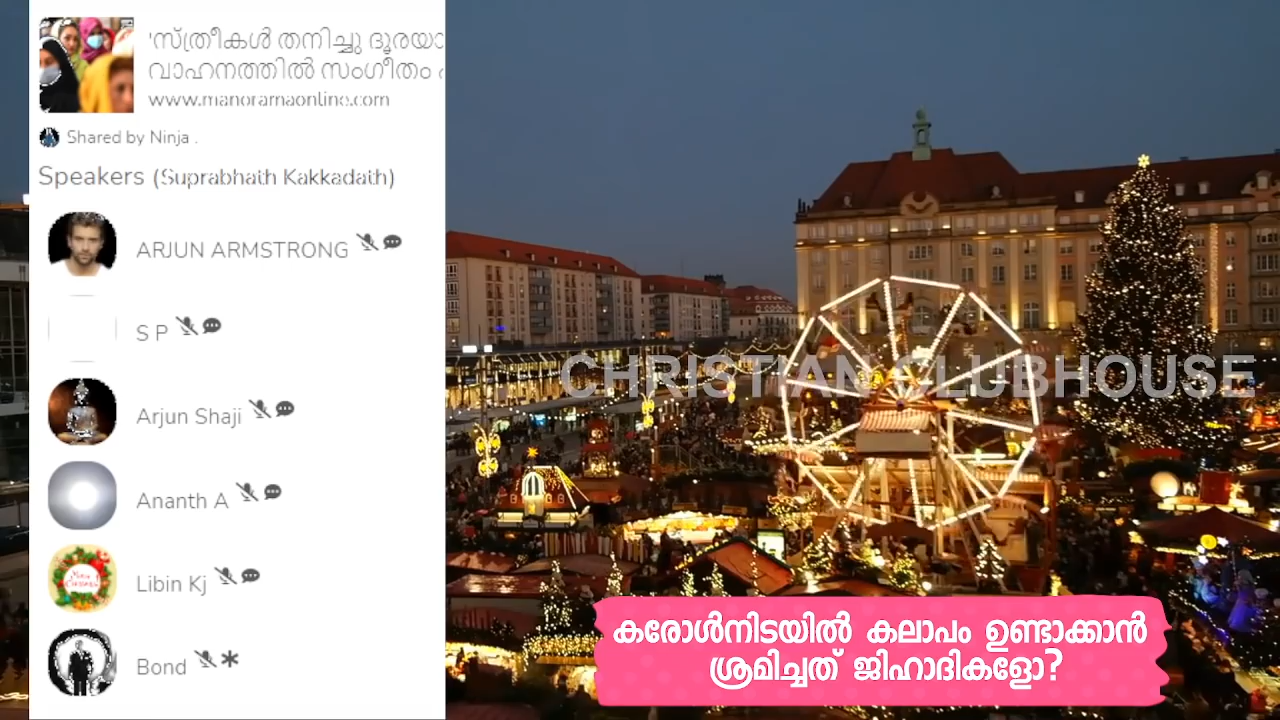 'സ്ത്രീകൾ തനിച്ചു ദൂരയാ
വാഹനത്തിൽ സംഗീതം
www.manoramaonline.com
Shared by Ninja .
Speakers (Suprabhath Kakkadath)
ARJUN ARMSTRONG
S P
Arjun Shaji
Ananth A
Libin Kj
Bond
CHRISTIAN CLUBHOUSE
കരോൾനിടയിൽ കലാപം ഉണ്ടാക്കാൻ
ശ്രമിച്ചത് ജിഹാദികളോ?